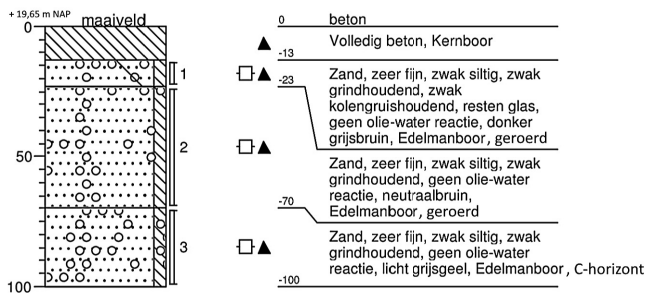 + 19,65 m NAP
maaiveld
0
50
100
1
2
3
0
beton
Volledig beton, Kernboor
-13
Zand, zeer fijn, zwak siltig, zwak
grindhoudend, zwak
kolengruishoudend, resten glas,
geen olie-water reactie, donker
grijsbruin, Edelmanboor, geroerd
-23
Zand, zeer fijn, zwak siltig, zwak
grindhoudend, geen olie-water
reactie, neutraalbruin,
Edelmanboor, geroerd
-70
Zand, zeer fijn, zwak siltig, zwak
grindhoudend, geen olie-water
reactie, licht grijsgeel, Edelmanboor, C-horizont
-100